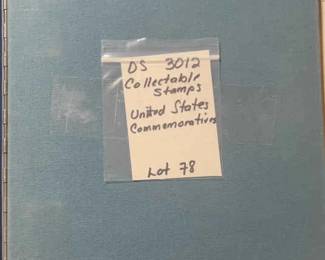 DS 3012
Collectable
Stamps
United States
Commemoratives
Lot 78